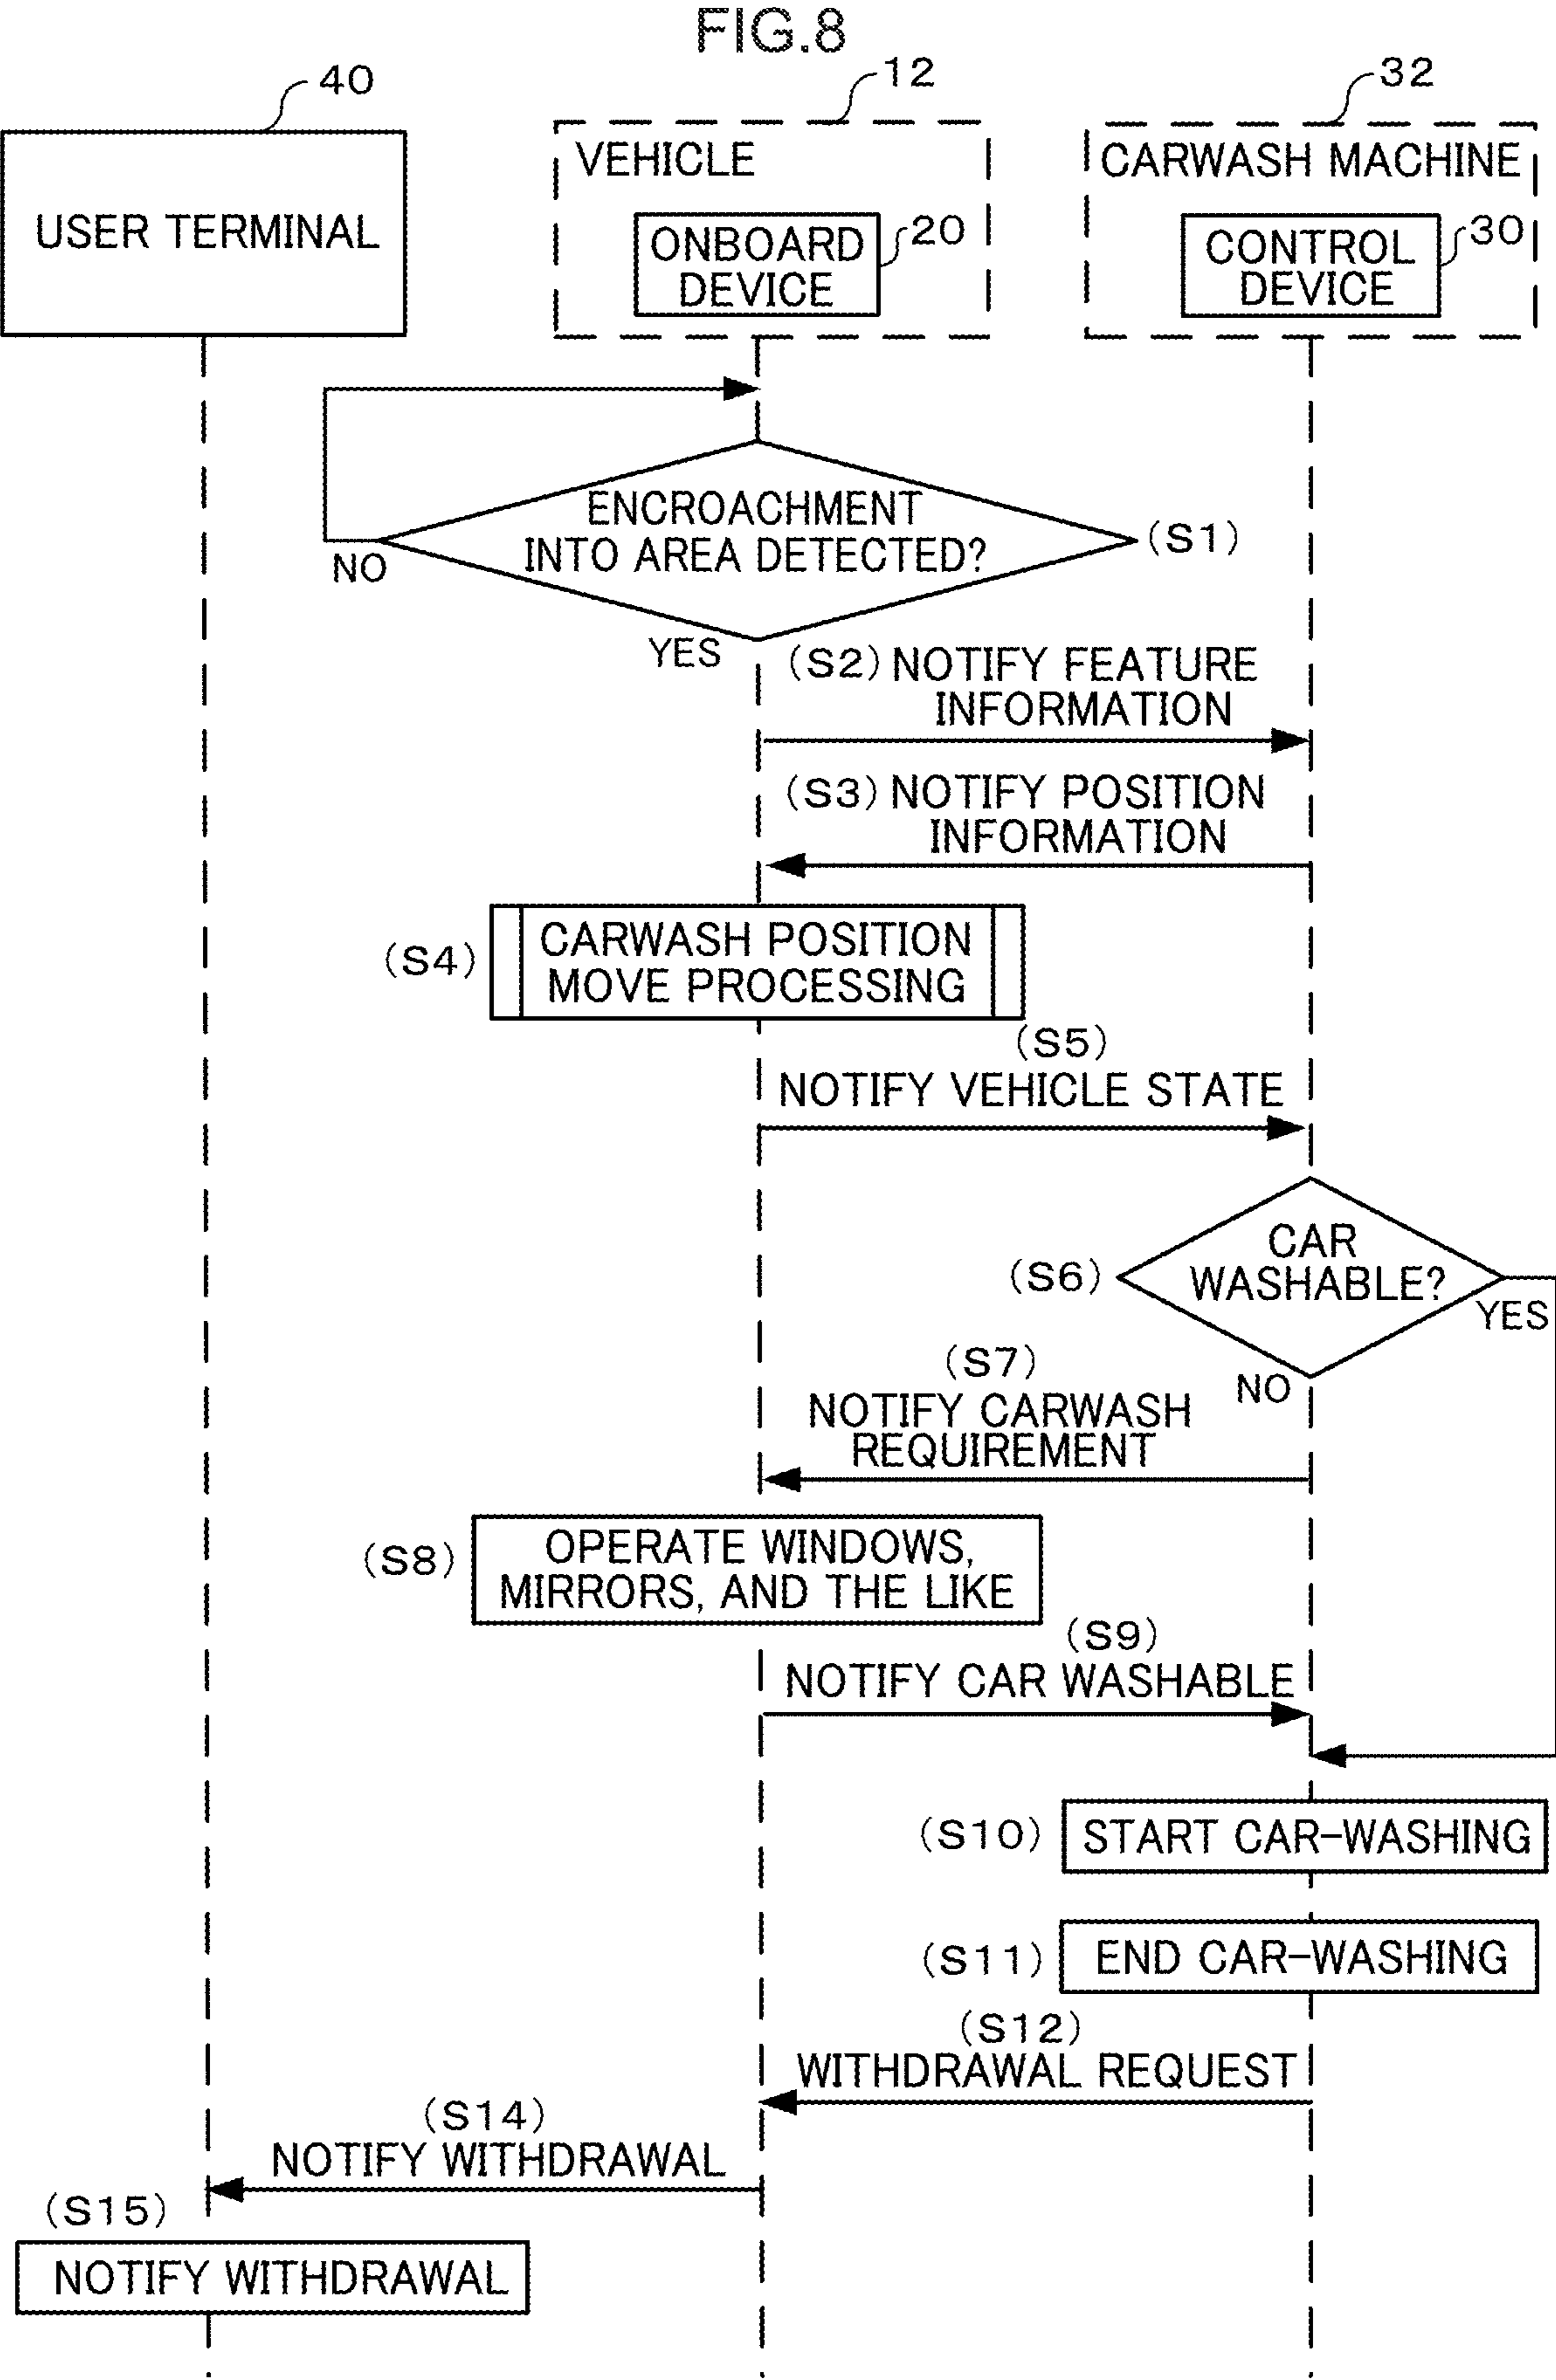 FIG.8
40
12
32
USER TERMINAL
VEHICLE
ONBOARD
DEVICE
20
CARWASH MACHINE
CONTROL
DEVICE
30
ENCROACHMENT
INTO AREA DETECTED?
(S1)
NO
YES
(S2) NOTIFY FEATURE
INFORMATION
(S3) NOTIFY POSITION
INFORMATION
(S4)
CARWASH POSITION
MOVE PROCESSING
(S5)
NOTIFY VEHICLE STATE
(S6)
CAR
WASHABLE?
YES
NO
(S7)
NOTIFY CARWASH
REQUIREMENT
(S8)
OPERATE WINDOWS,
MIRRORS, AND THE LIKE
(S9)
NOTIFY CAR WASHABLE
(S10)
START CAR-WASHING
(S11)
END CAR-WASHING
(S12)
WITHDRAWAL REQUEST
(S14)
NOTIFY WITHDRAWAL
(S15)
NOTIFY WITHDRAWAL